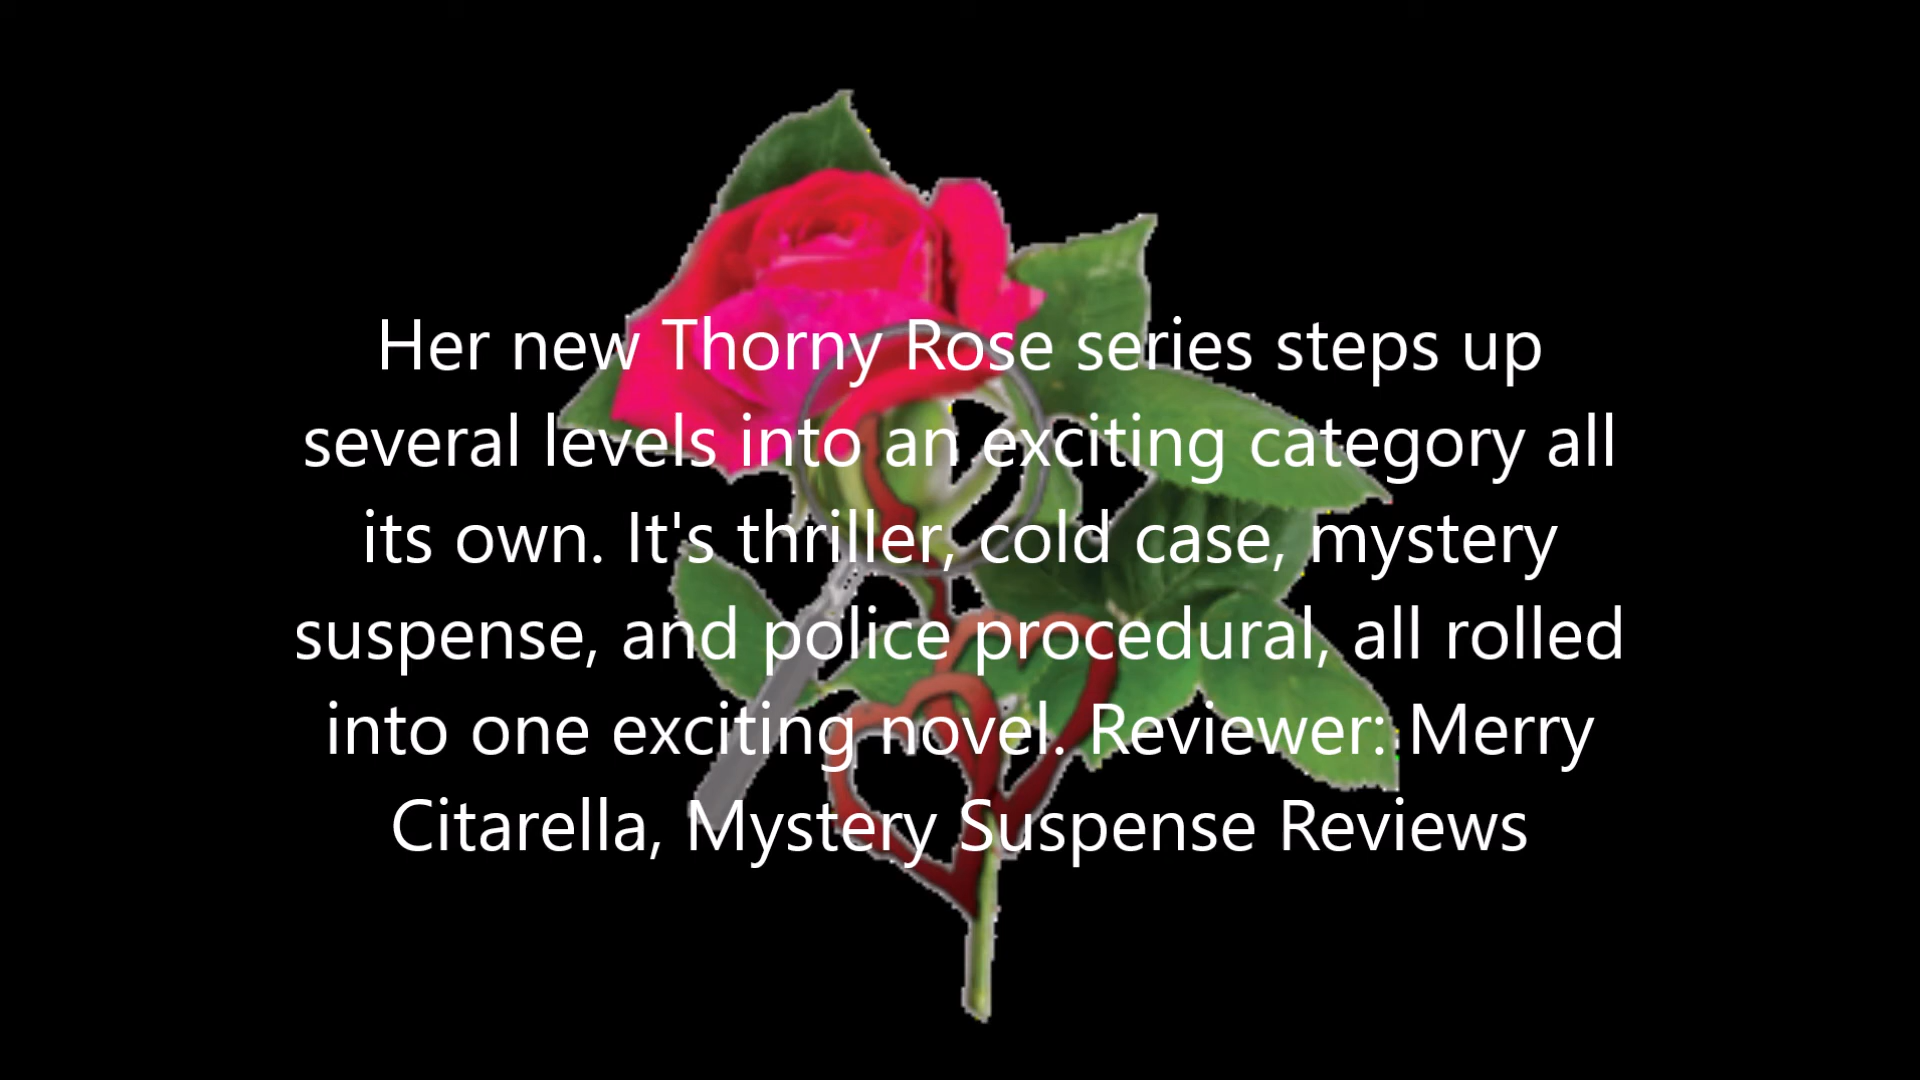 Her new Thorny Rose series steps up
several levels into an exciting category all
its own. It's thriller, cold case, mystery
suspense, and police procedural, all rolled
into one exciting novel. Reviewer: Merry
Citarella, Mystery Suspense Reviews